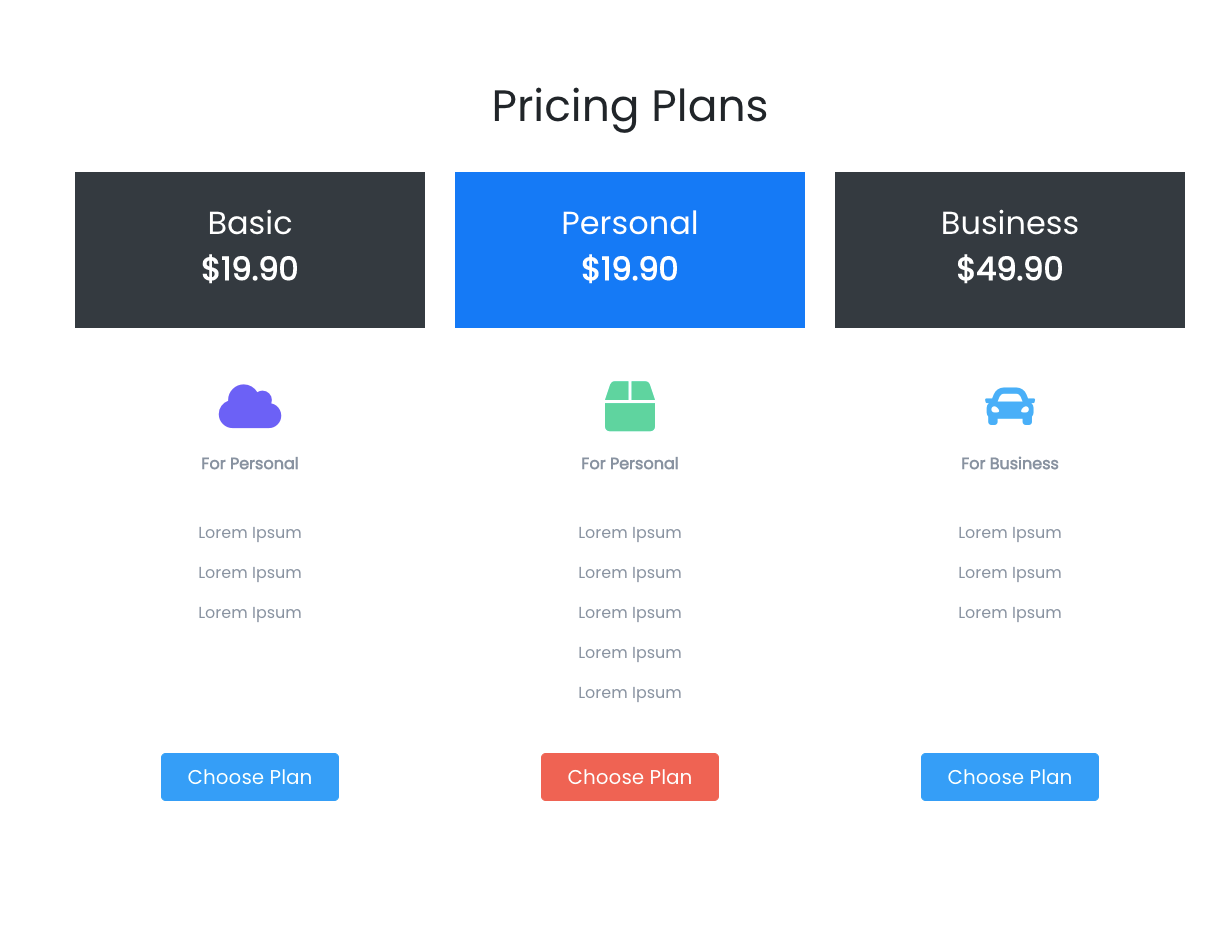 Pricing Plans
Basic
$19.90
For Personal
Lorem Ipsum
Lorem Ipsum
Lorem Ipsum
Choose Plan
Personal
$19.90
For Personal
Lorem Ipsum
Lorem Ipsum
Lorem Ipsum
Lorem Ipsum
Lorem Ipsum
Choose Plan
Business
$49.90
For Business
Lorem Ipsum
Lorem Ipsum
Lorem Ipsum
Choose Plan